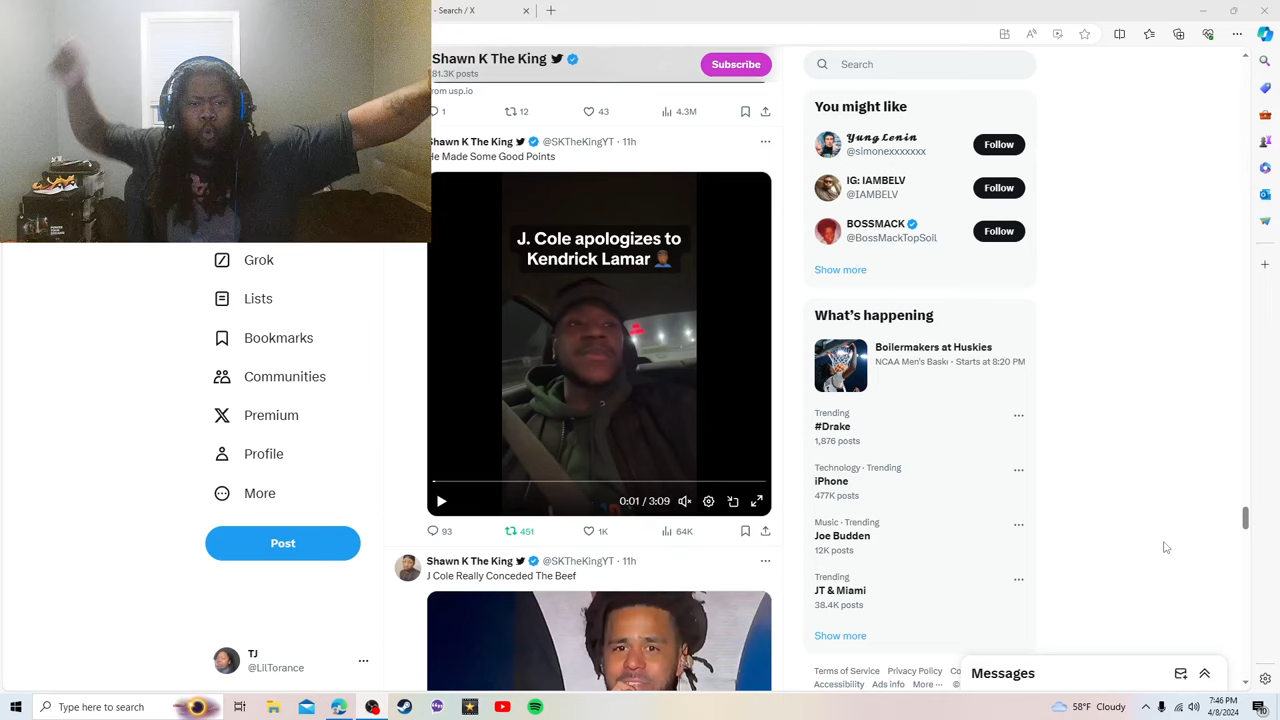 - Search / X
Shawn K The King
81.3K posts
Subscribe
Search
rom usp.io
1
12
43
4.3M
Shawn K The King @SKTheKingYT · 11h
He Made Some Good Points
J. Cole apologizes to
Kendrick Lamar
0:01 / 3:09
93
451
1K
64K
Shawn K The King @SKTheKingYT · 11h
J Cole Really Conceded The Beef
Grok
Lists
Bookmarks
Communities
Premium
Profile
More
Post
TJ
@LilTorance
You might like
Yung Lenin
@simonexxxxxxx
Follow
IG: IAMBELV
@IAMBELV
Follow
BOSSMACK
@BossMackTopSoil
Follow
Show more
What's happening
Boilermakers at Huskies
NCAA Men's Bask · Starts at 8:20 PM
Trending
#Drake
1,876 posts
Technology · Trending
iPhone
477K posts
Music · Trending
Joe Budden
12K posts
Trending
JT & Miami
38.4K posts
Show more
Terms of Service Privacy Policy Co
Accessibility Ads info More ··· ©
Messages
Type here to search
58°F Cloudy
7:46 PM
4/8/2024
10